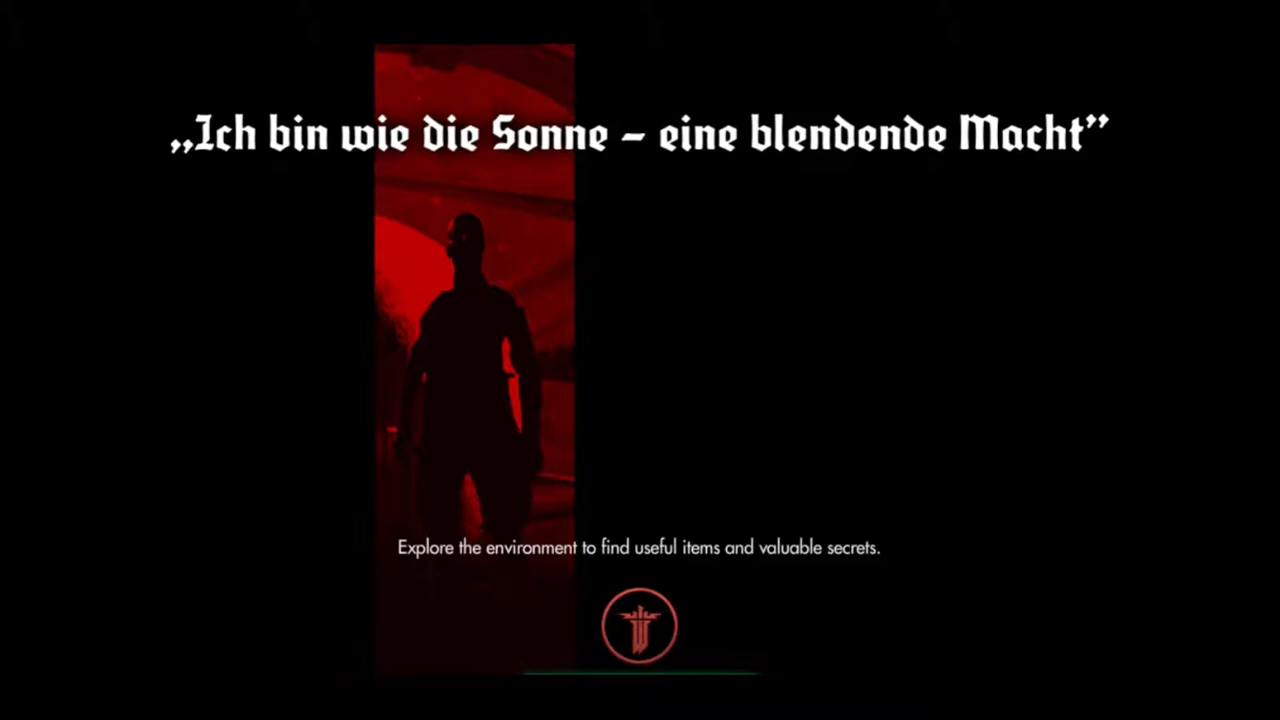 „Ich bin wie die Sonne – eine blendende Macht”
Explore the environment to find useful items and valuable secrets.